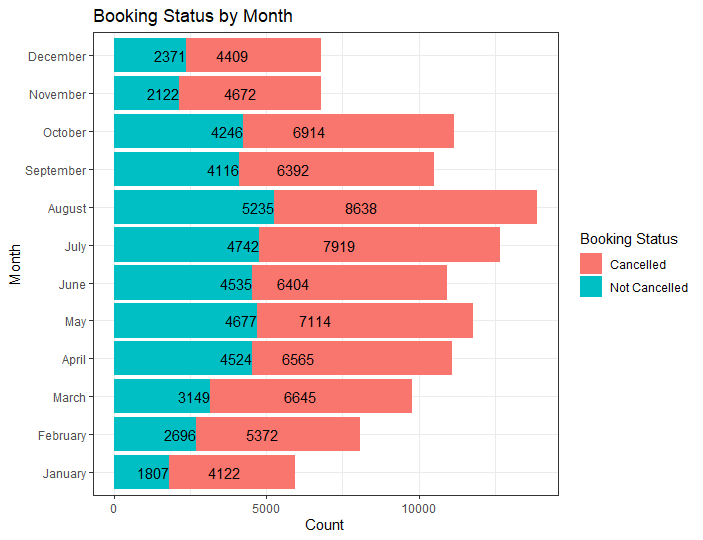 Booking Status by Month
December 2371 4409
November 2122 4672
October 4246 6914
September 4116 6392
August 5235 8638
July 4742 7919
June 4535 6404
May 4677 7114
April 4524 6565
March 3149 6645
February 2696 5372
January 1807 4122
0 5000 10000
Count
Month
Booking Status
Cancelled
Not Cancelled